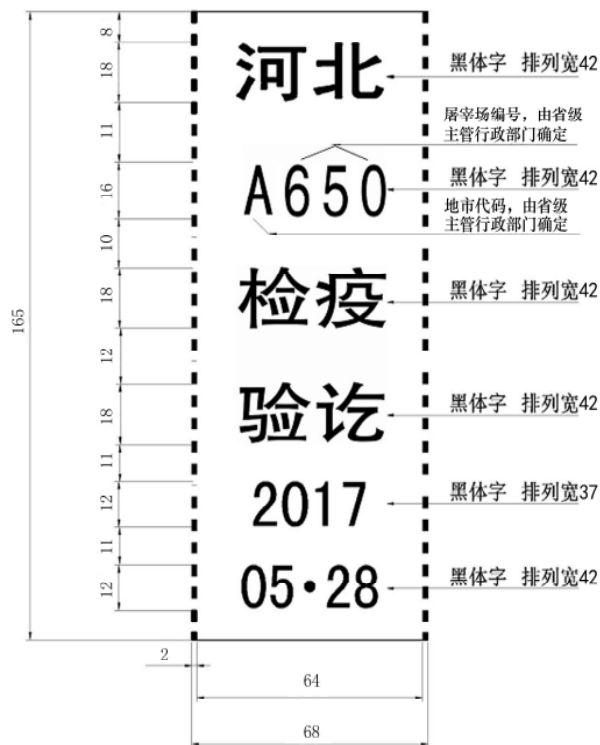 8
18
11
16
10
18
12
18
11
12
11
12
165
河北
黑体字 排列宽42
屠宰场编号，由省级
主管行政部门确定
A650
黑体字 排列宽42
地市代码，由省级
主管行政部门确定
检疫
黑体字 排列宽42
验讫
黑体字 排列宽42
2017
黑体字 排列宽37
05·28
黑体字 排列宽42
2
64
68